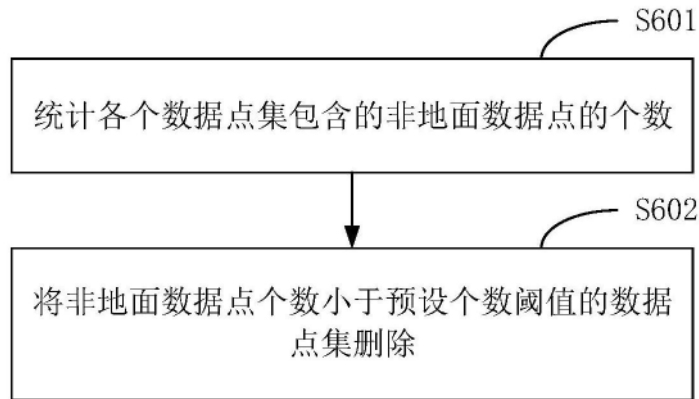 S601
统计各个数据点集包含的非地面数据点的个数
S602
将非地面数据点个数小于预设个数阈值的数据
点集删除